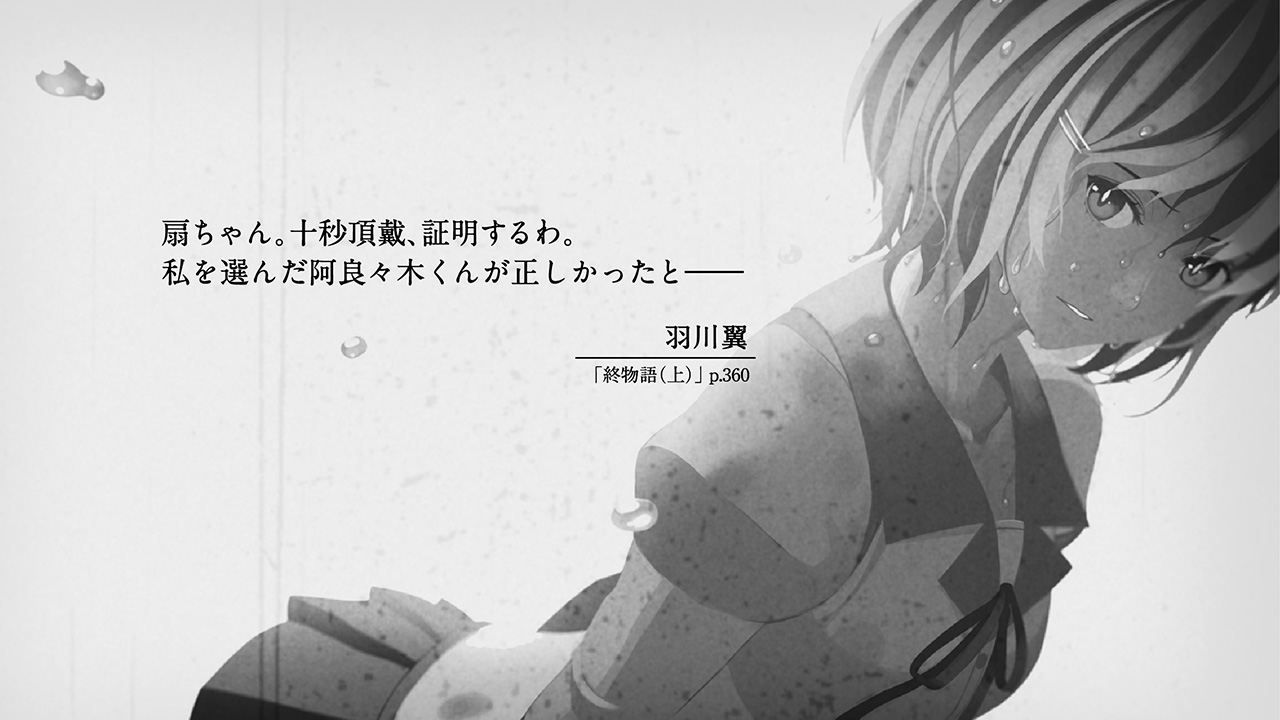 扇ちゃん。十秒頂戴、証明するわ。
私を選んだ阿良々木くんが正しかったと――
羽川翼
「終物語(上)」p.360